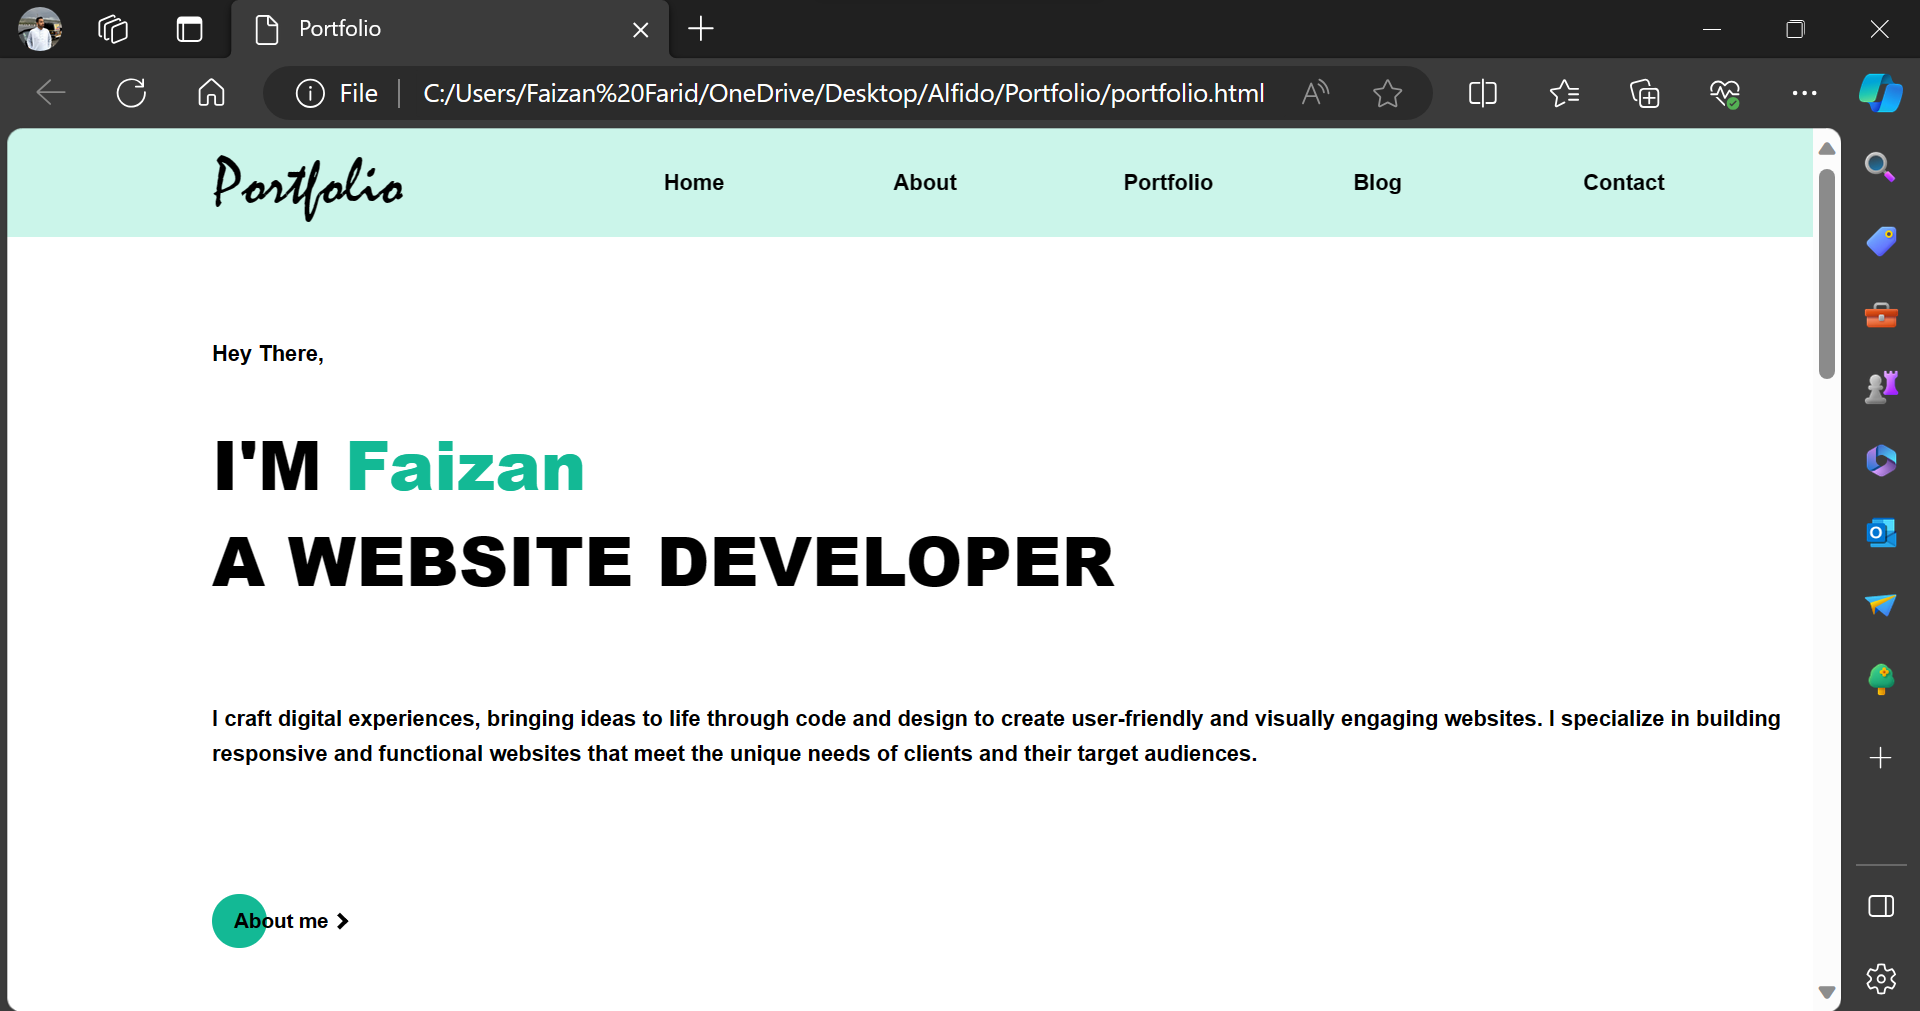 Portfolio
File
C:/Users/Faizan%20Farid/OneDrive/Desktop/Alfido/Portfolio/portfolio.html
Portfolio Home About Portfolio Blog Contact
Hey There,
I'M Faizan
A WEBSITE DEVELOPER
I craft digital experiences, bringing ideas to life through code and design to create user-friendly and visually engaging websites. I specialize in building
responsive and functional websites that meet the unique needs of clients and their target audiences.
About me